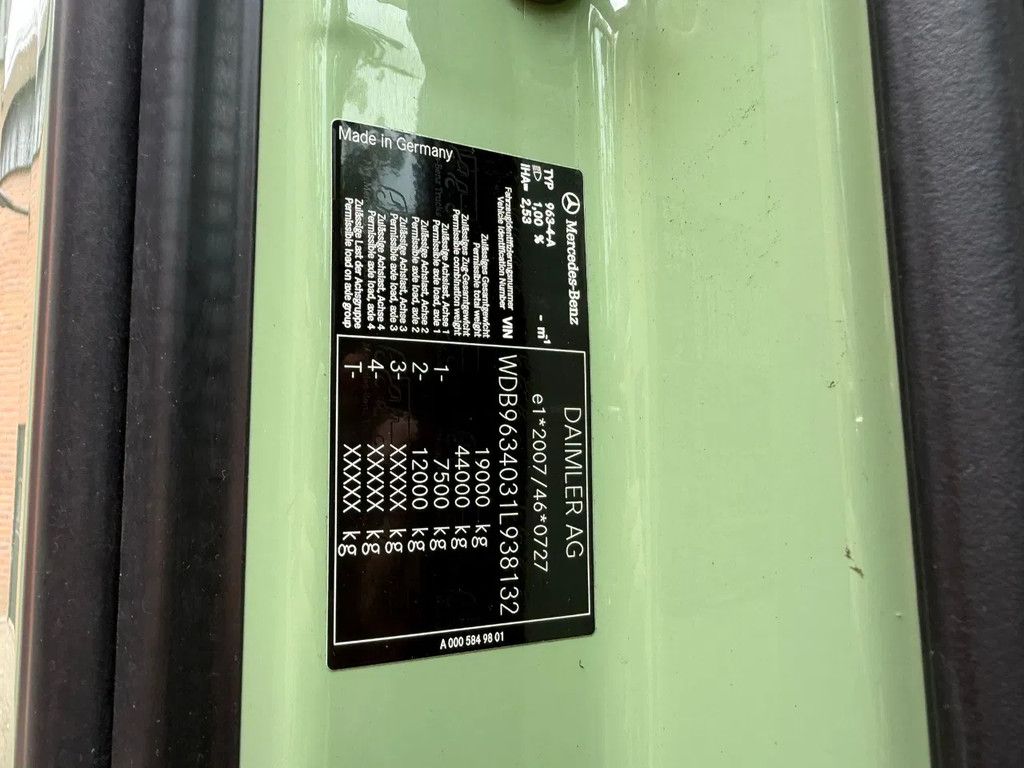 Mercedes-Benz
DAIMLER AG
TYP 963-4-A
1,00 % - m¹
e1*2007/46*0727
IHA= 2,53
Fahrzeugidentifizierungsnummer
Vehicle Identification Number VIN WDB9634031L938132
Zulässiges Gesamtgewicht
Permissible total weight 19000 kg
Zulässiges Zug-Gesamtgewicht
Permissible combination weight 44000 kg
Zulässige Achslast, Achse 1
Permissible axle load, axle 1 1- 7500 kg
Zulässige Achslast, Achse 2
Permissible axle load, axle 2 2- 12000 kg
Zulässige Achslast, Achse 3
Permissible axle load, axle 3 3- XXXXX kg
Zulässige Achslast, Achse 4
Permissible axle load, axle 4 4- XXXXX kg
Zulässige Last der Achsgruppe
Permissible load on axle group T- XXXXX kg
Made in Germany
A 000 584 98 01